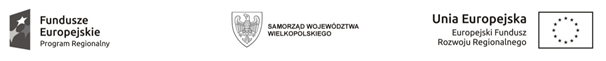 Fundusze
Europejskie
Program Regionalny
SAMORZĄD WOJEWÓDZTWA
WIELKOPOLSKIEGO
Unia Europejska
Europejski Fundusz
Rozwoju Regionalnego